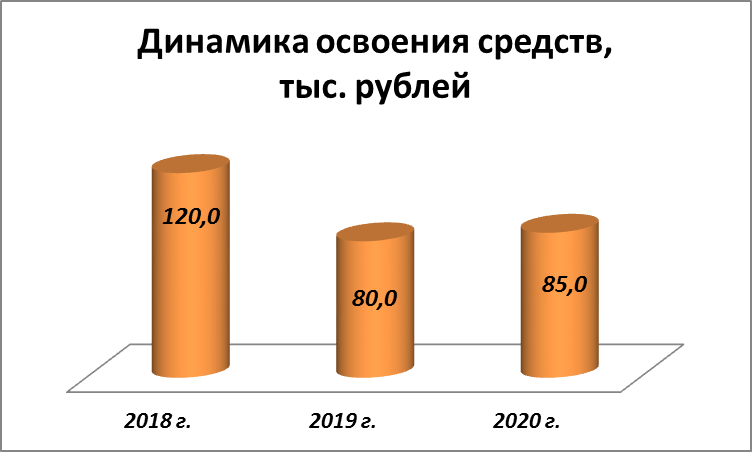 Динамика освоения средств,
тыс. рублей
120,0
80,0
85,0
2018 г.
2019 г.
2020 г.